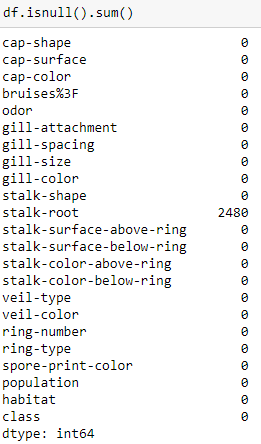 df.isnull().sum()
cap-shape 0
cap-surface 0
cap-color 0
bruises%3F 0
odor 0
gill-attachment 0
gill-spacing 0
gill-size 0
gill-color 0
stalk-shape 0
stalk-root 2480
stalk-surface-above-ring 0
stalk-surface-below-ring 0
stalk-color-above-ring 0
stalk-color-below-ring 0
veil-type 0
veil-color 0
ring-number 0
ring-type 0
spore-print-color 0
population 0
habitat 0
class 0
dtype: int64